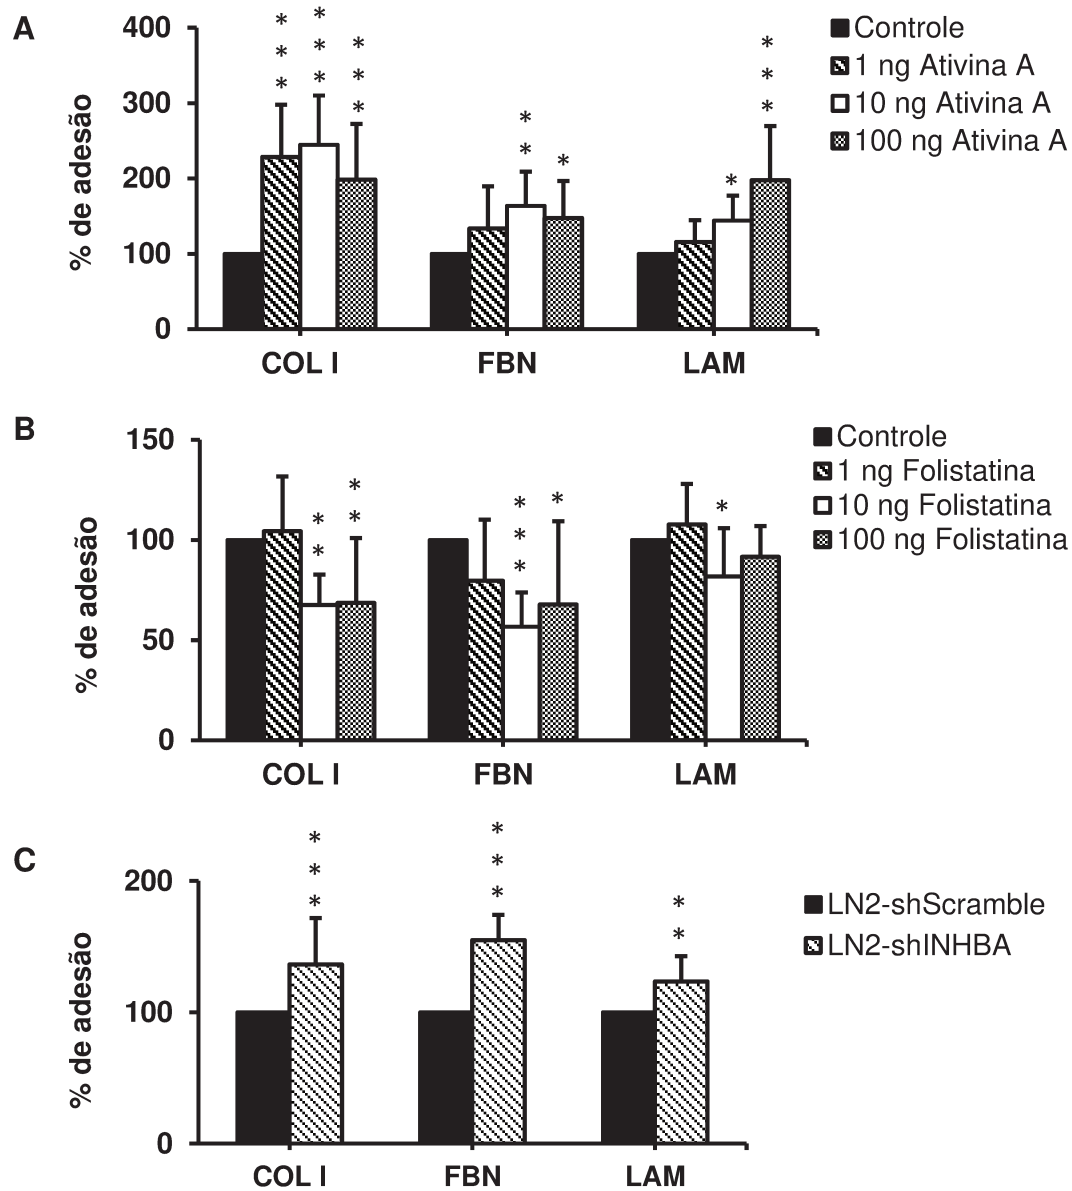 A
400
300
200
100
0
% de adesão
* * *
* * *
* * *
* *
*
*
* * *
COL I
FBN
LAM
Controle
1 ng Ativina A
10 ng Ativina A
100 ng Ativina A
B
150
100
50
0
% de adesão
* *
* *
* * *
*
*
COL I
FBN
LAM
Controle
1 ng Folistatina
10 ng Folistatina
100 ng Folistatina
C
200
100
0
% de adesão
* * *
* * *
* *
COL I
FBN
LAM
LN2-shScramble
LN2-shINHBA